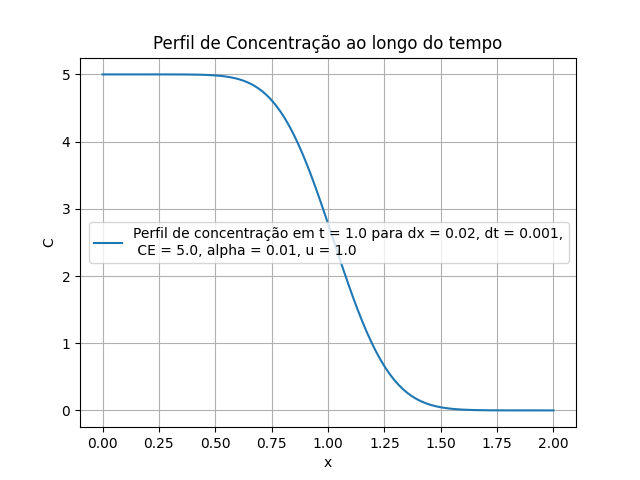 Perfil de Concentração ao longo do tempo
5
4
3
2
1
0
C
Perfil de concentração em t = 1.0 para dx = 0.02, dt = 0.001,
CE = 5.0, alpha = 0.01, u = 1.0
0.00 0.25 0.50 0.75 1.00 1.25 1.50 1.75 2.00
x